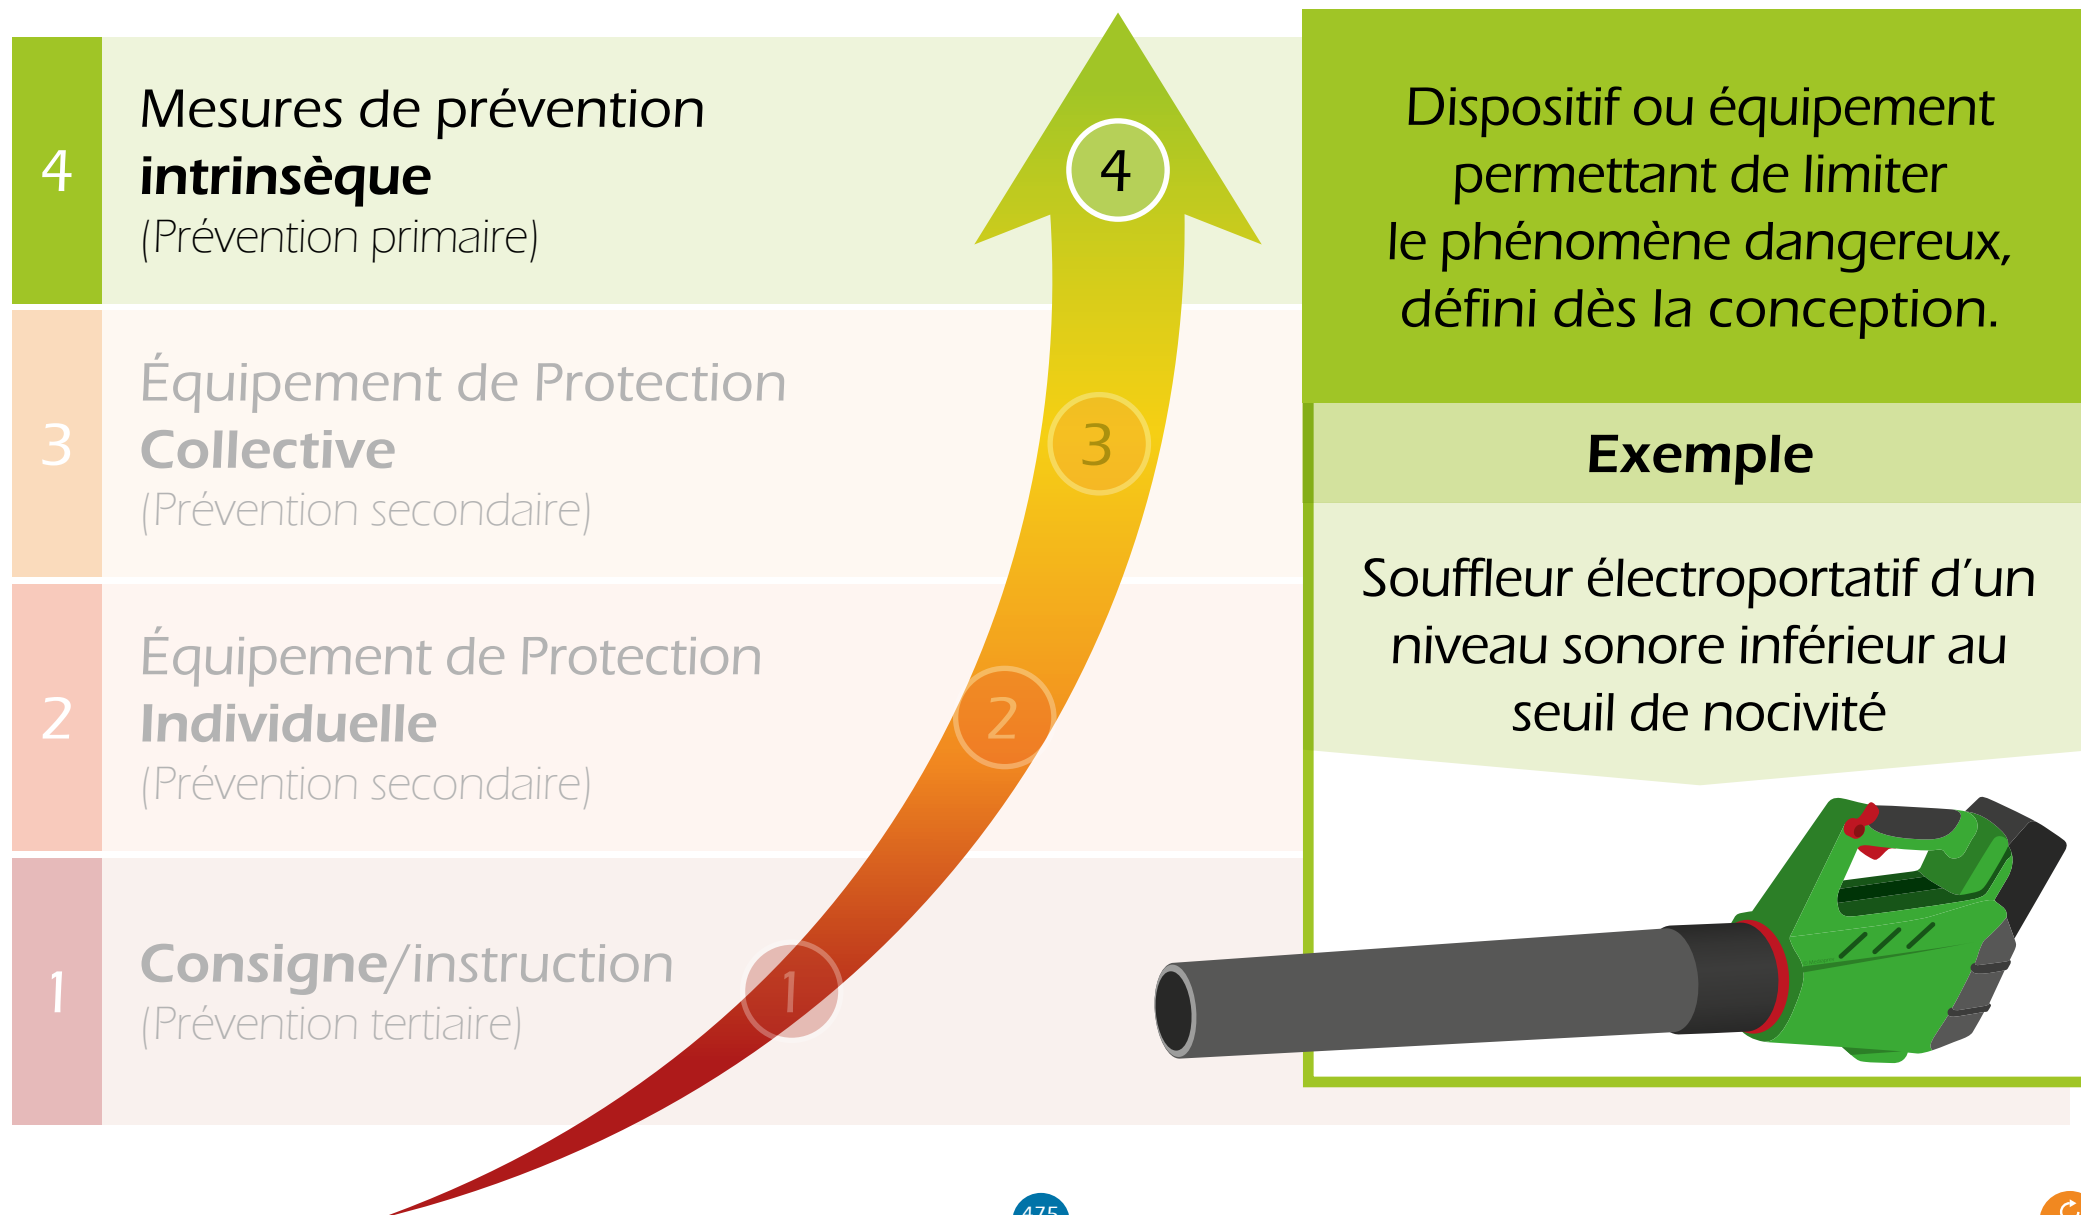 4
Mesures de prévention
intrinsèque
(Prévention primaire)
3
Équipement de Protection
Collective
(Prévention secondaire)
2
Équipement de Protection
Individuelle
(Prévention secondaire)
1
Consigne/instruction
(Prévention tertiaire)
4
3
2
1
Dispositif ou équipement
permettant de limiter
le phénomène dangereux,
défini dès la conception.
Exemple
Souffleur électroportatif d’un
niveau sonore inférieur au
seuil de nocivité
475